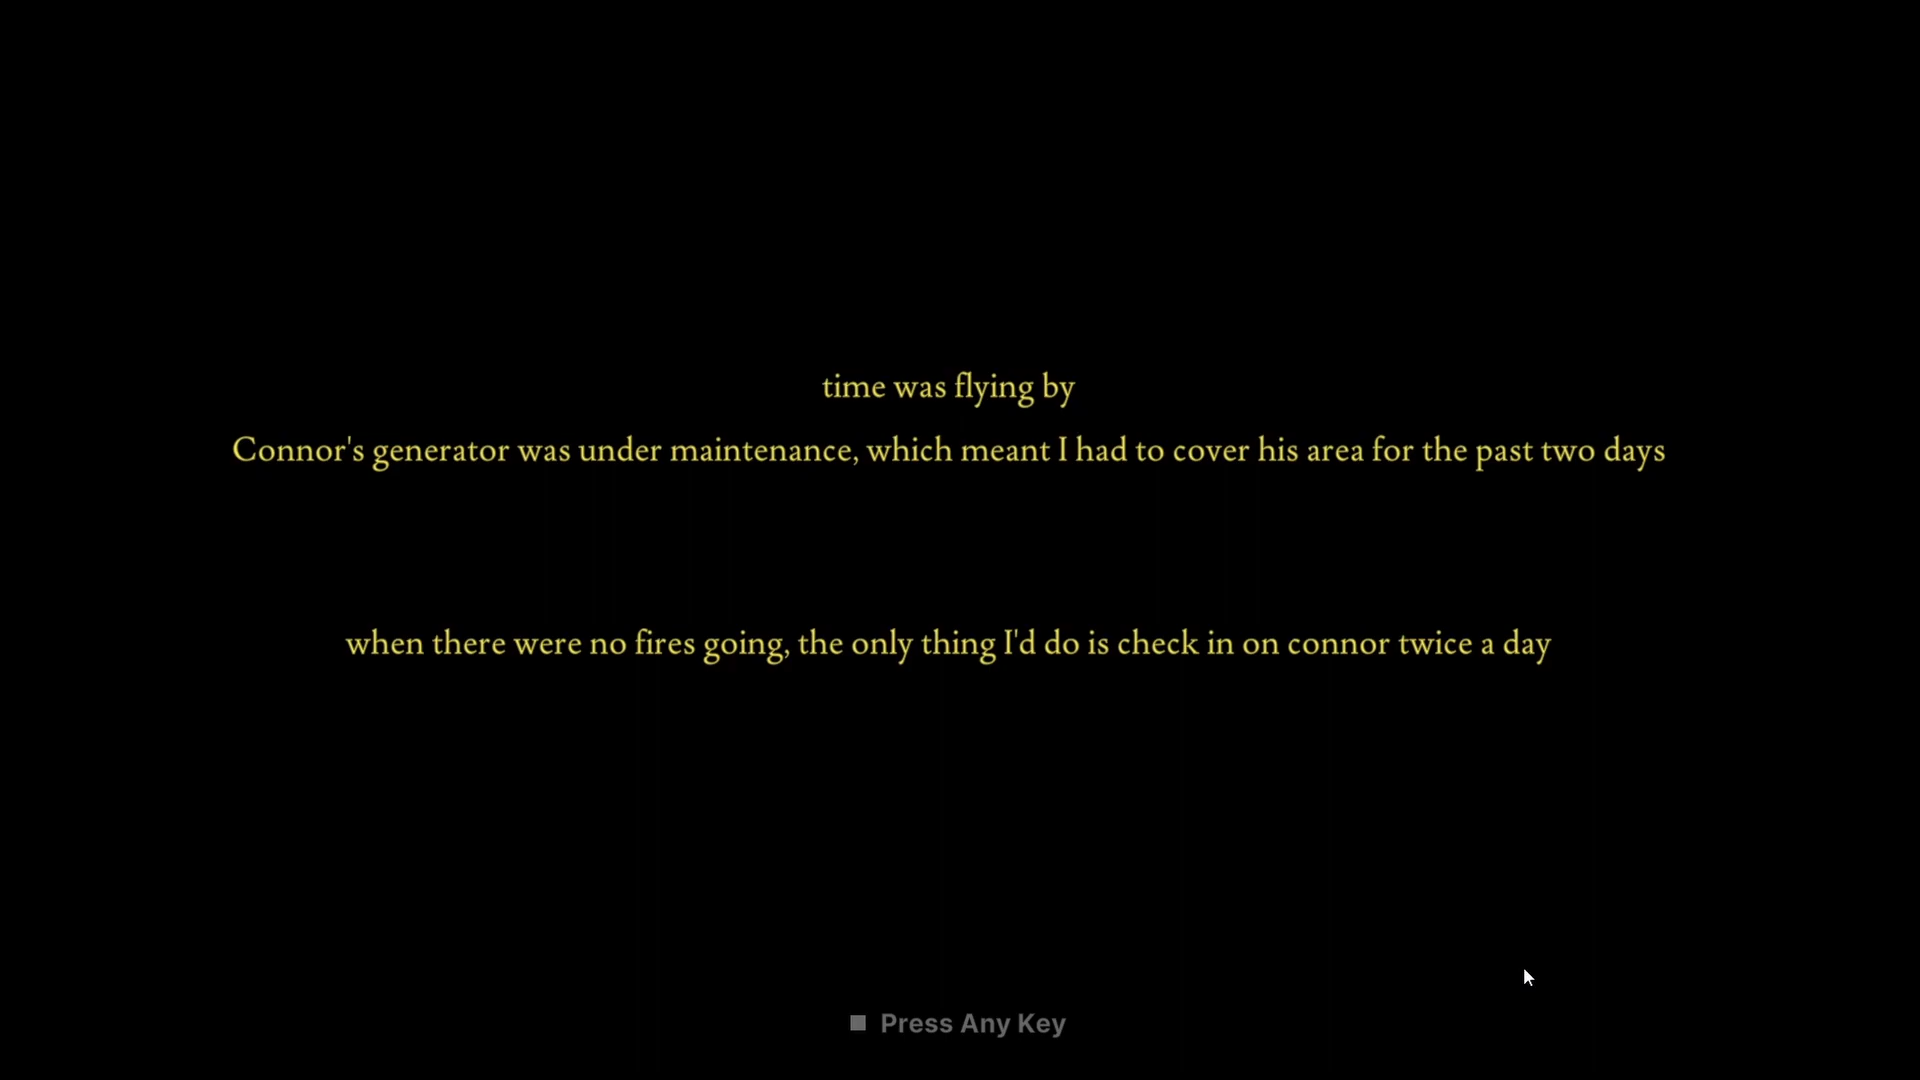 time was flying by
Connor's generator was under maintenance, which meant I had to cover his area for the past two days
when there were no fires going, the only thing I'd do is check in on connor twice a day
Press Any Key